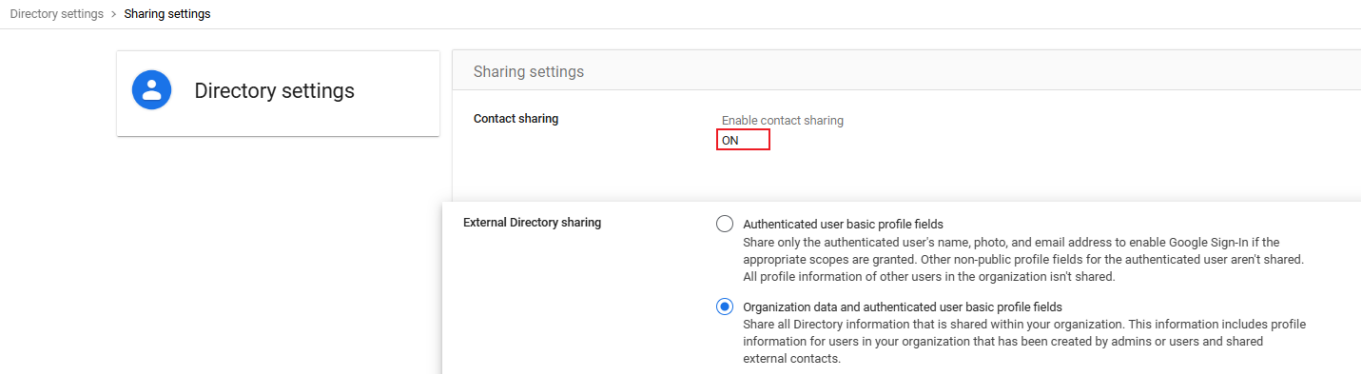 Directory settings > Sharing settings
Directory settings
Sharing settings
Contact sharing
Enable contact sharing
ON
External Directory sharing
Authenticated user basic profile fields
Share only the authenticated user's name, photo, and email address to enable Google Sign-In if the
appropriate scopes are granted. Other non-public profile fields for the authenticated user aren't shared.
All profile information of other users in the organization isn't shared.
Organization data and authenticated user basic profile fields
Share all Directory information that is shared within your organization. This information includes profile
information for users in your organization that has been created by admins or users and shared
external contacts.